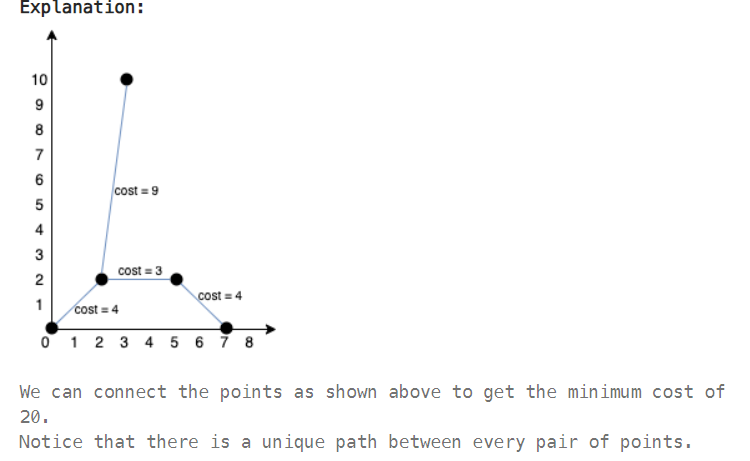 Explanation:
10
9
8
7
6
cost = 9
5
4
3
cost = 3
2
cost = 4
1
cost = 4
0 1 2 3 4 5 6 7 8
We can connect the points as shown above to get the minimum cost of
20.
Notice that there is a unique path between every pair of points.